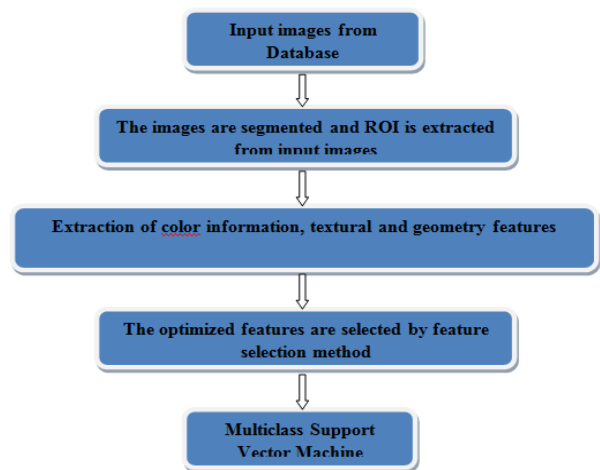 Input images from
Database
The images are segmented and ROI is extracted
from input images
Extraction of color information, textural and geometry features
The optimized features are selected by feature
selection method
Multiclass Support
Vector Machine